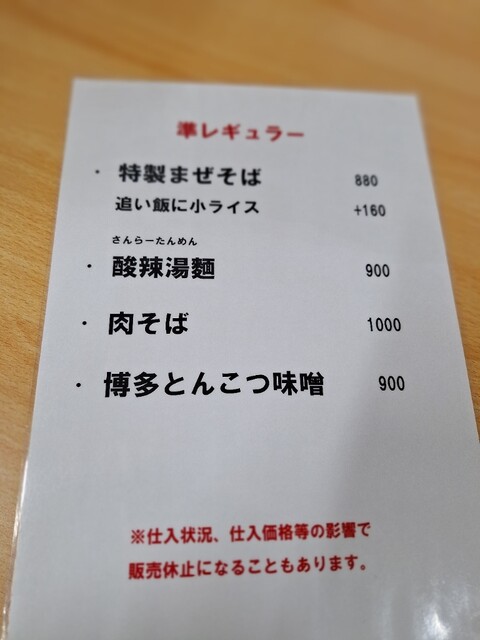 準レギュラー
・ 特製まぜそば 880
追い飯に小ライス +160
さんらーたんめん
・ 酸辣湯麺 900
・ 肉そば 1000
・ 博多とんこつ味噌 900
※仕入状況、仕入価格等の影響で
販売休止になることもあります。